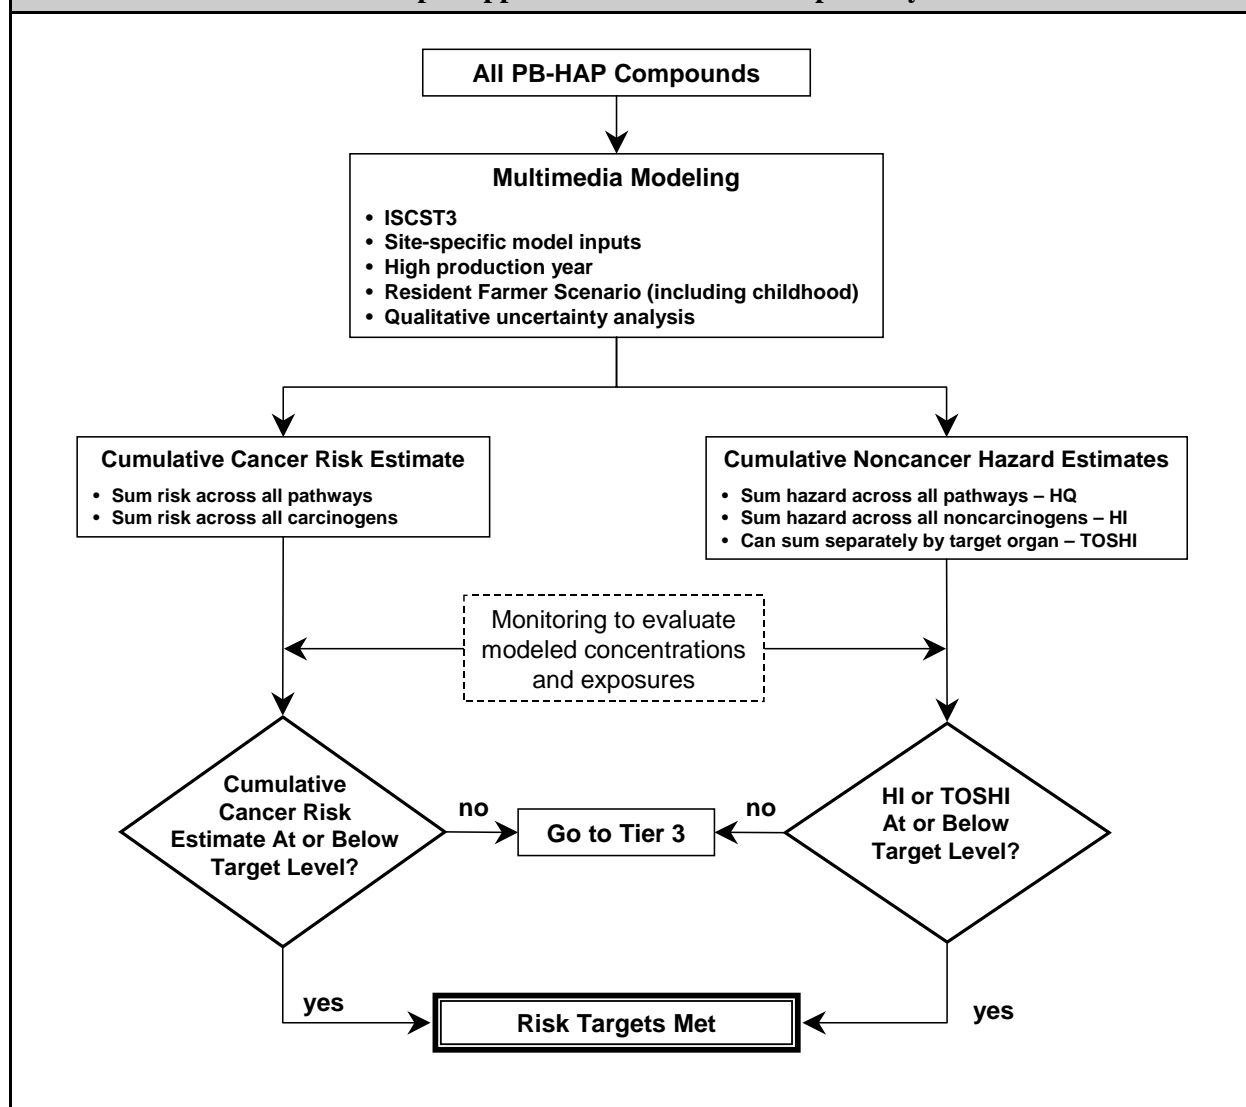 All PB-HAP Compounds
Multimedia Modeling
• ISCST3
• Site-specific model inputs
• High production year
• Resident Farmer Scenario (including childhood)
• Qualitative uncertainty analysis
Cumulative Cancer Risk Estimate
• Sum risk across all pathways
• Sum risk across all carcinogens
Cumulative Noncancer Hazard Estimates
• Sum hazard across all pathways – HQ
• Sum hazard across all noncarcinogens – HI
• Can sum separately by target organ – TOSHI
Monitoring to evaluate
modeled concentrations
and exposures
Cumulative
Cancer Risk
Estimate At or Below
Target Level?
no
Go to Tier 3
no
HI or TOSHI
At or Below
Target Level?
yes
Risk Targets Met
yes